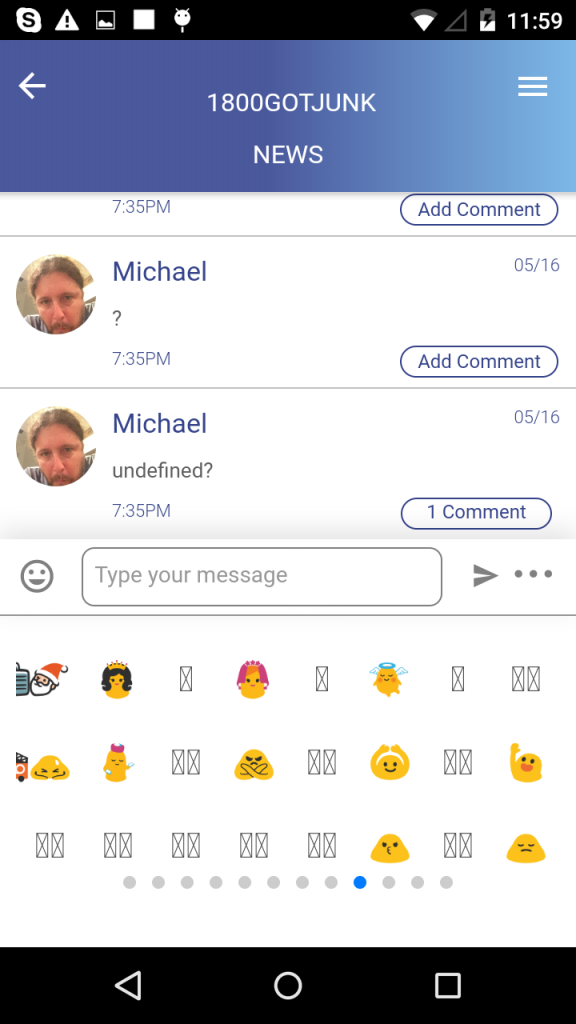 11:59
1800GOTJUNK
NEWS
7:35PM
Add Comment
Michael
05/16
?
7:35PM
Add Comment
Michael
05/16
undefined?
7:35PM
1 Comment
Type your message